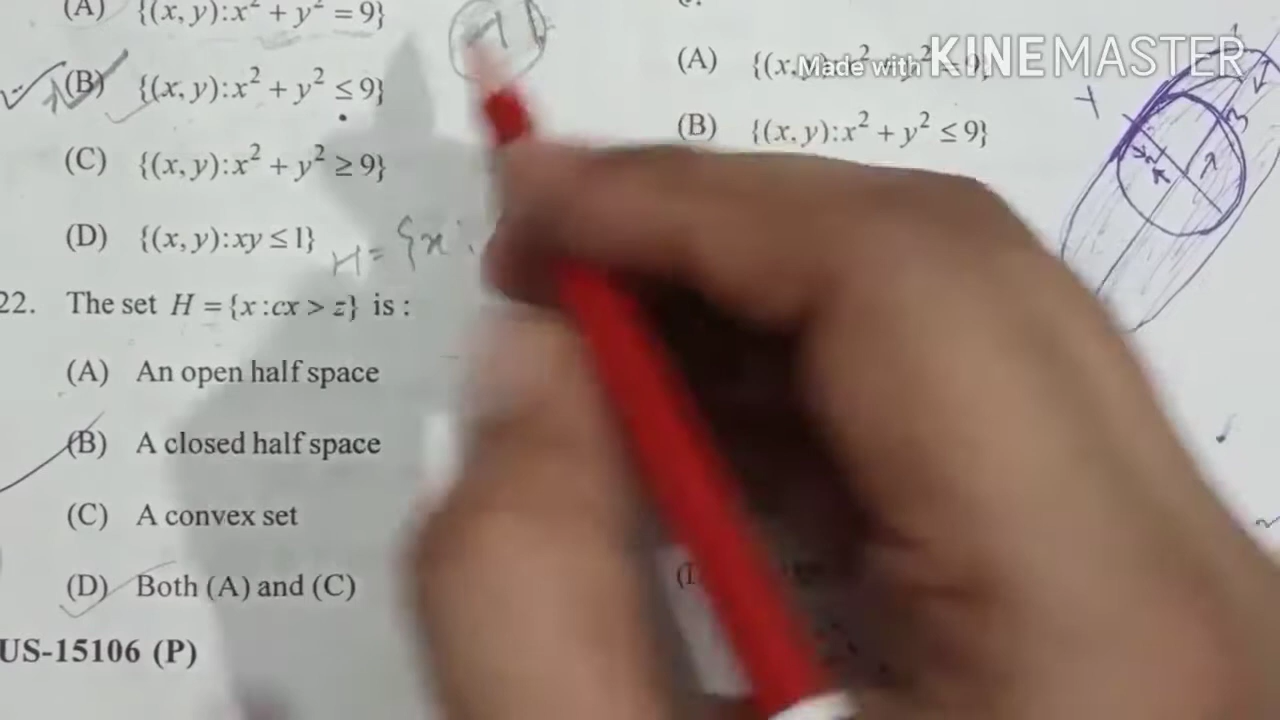 (A) {(x, y):x² + y² = 9}
(B) {(x, y):x² + y² ≤ 9}
(C) {(x, y):x² + y² ≥ 9}
(D) {(x, y):xy ≤ 1}
H = {x :
22. The set H = {x :cx > z} is :
(A) An open half space
(B) A closed half space
(C) A convex set
(D) Both (A) and (C)
US-15106 (P)
(A)
Made with KINEMASTER
(B) {(x, y):x² + y² ≤ 9}
3